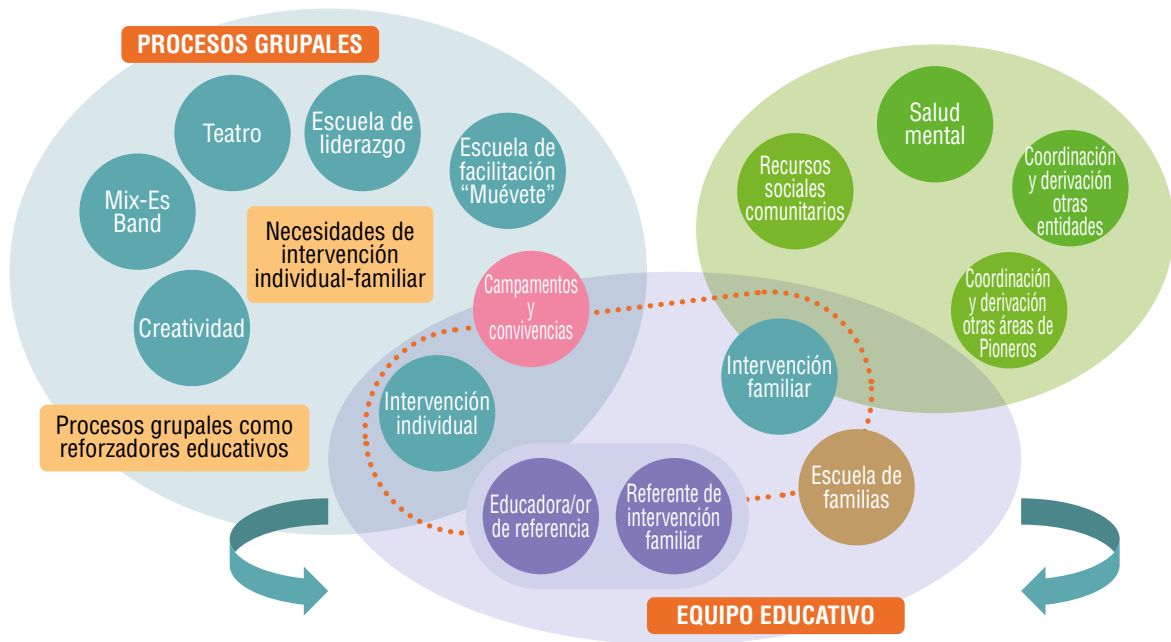 PROCESOS GRUPALES
Teatro
Escuela de
liderazgo
Escuela de
facilitación
“Muévete”
Mix-Es
Band
Necesidades de
intervención
individual-familiar
Creatividad
Campamentos
y
convivencias
Procesos grupales como
reforzadores educativos
Intervención
individual
Salud
mental
Recursos
sociales
comunitarios
Coordinación
y derivación
otras
entidades
Coordinación
y derivación
otras áreas de
Pioneros
Intervención
familiar
Escuela de
familias
Educadora/or
de referencia
Referente de
intervención
familiar
EQUIPO EDUCATIVO